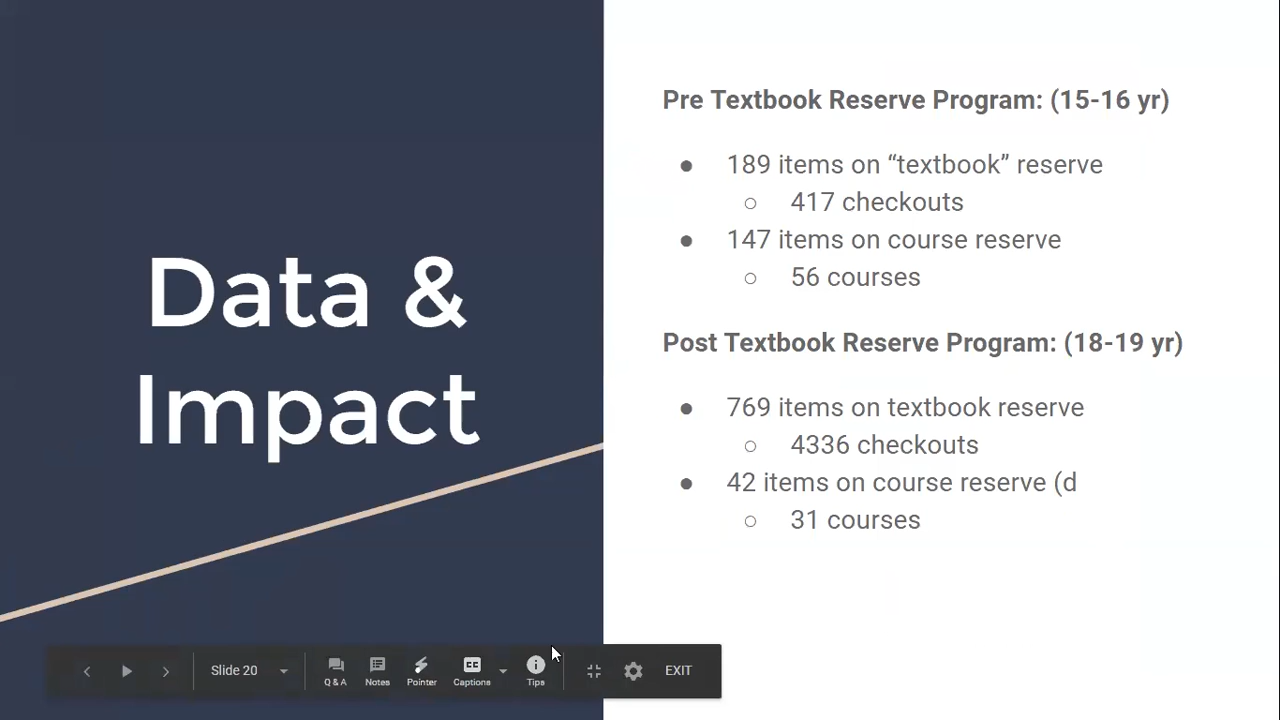 Data &
Impact
Pre Textbook Reserve Program: (15-16 yr)
189 items on “textbook” reserve
417 checkouts
147 items on course reserve
56 courses
Post Textbook Reserve Program: (18-19 yr)
769 items on textbook reserve
4336 checkouts
42 items on course reserve (d
31 courses
Slide 20
Q & A
Notes
Pointer
CC
Captions
Tips
EXIT